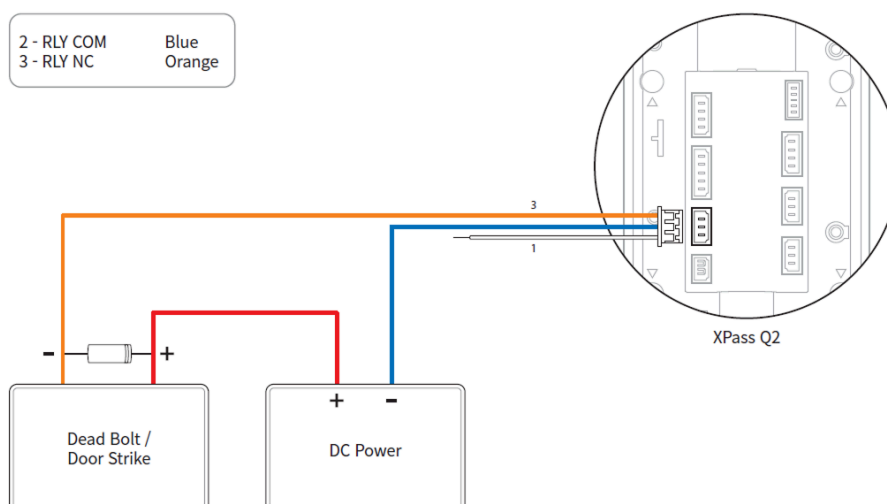 2 - RLY COM Blue
3 - RLY NC Orange
3
1
XPass Q2
- +
+ -
Dead Bolt /
Door Strike
DC Power